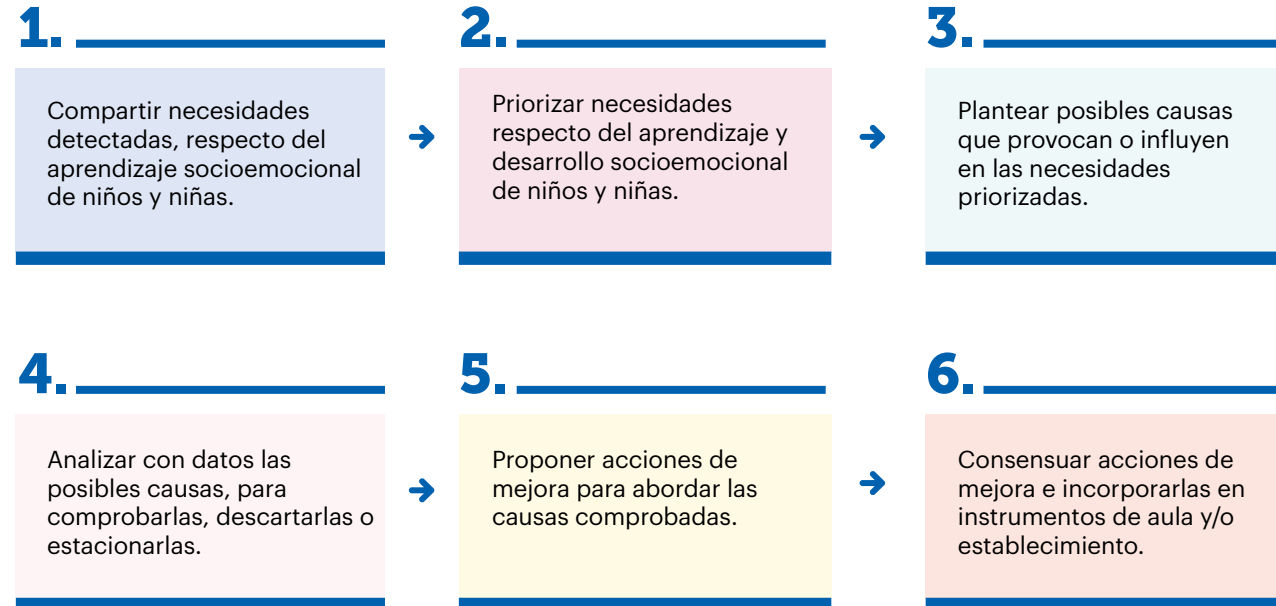 1.
Compartir necesidades
detectadas, respecto del
aprendizaje socioemocional
de niños y niñas.
2.
Priorizar necesidades
respecto del aprendizaje y
desarrollo socioemocional
de niños y niñas.
3.
Plantear posibles causas
que provocan o influyen
en las necesidades
priorizadas.
4.
Analizar con datos las
posibles causas, para
comprobarlas, descartarlas o
estacionarlas.
5.
Proponer acciones de
mejora para abordar las
causas comprobadas.
6.
Consensuar acciones de
mejora e incorporarlas en
instrumentos de aula y/o
establecimiento.